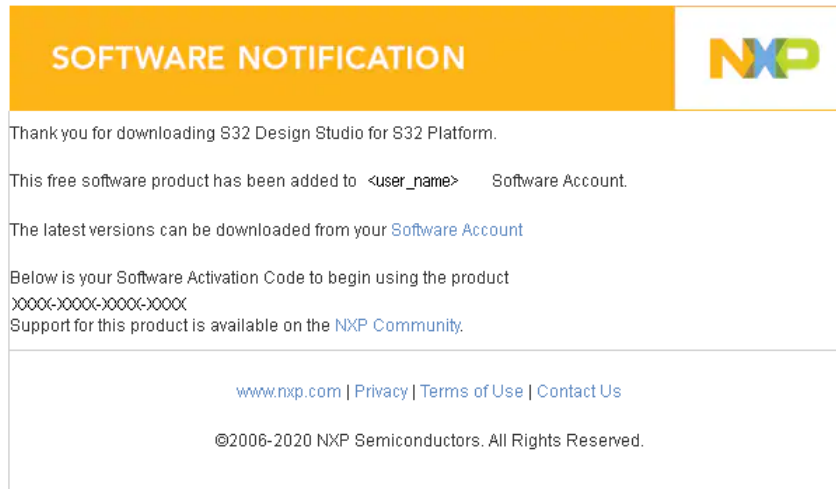 SOFTWARE NOTIFICATION
NXP
Thank you for downloading S32 Design Studio for S32 Platform.
This free software product has been added to <user_name> Software Account.
The latest versions can be downloaded from your Software Account
Below is your Software Activation Code to begin using the product
XXXX-XXXX-XXXX-XXXX
Support for this product is available on the NXP Community.
www.nxp.com | Privacy | Terms of Use | Contact Us
©2006-2020 NXP Semiconductors. All Rights Reserved.